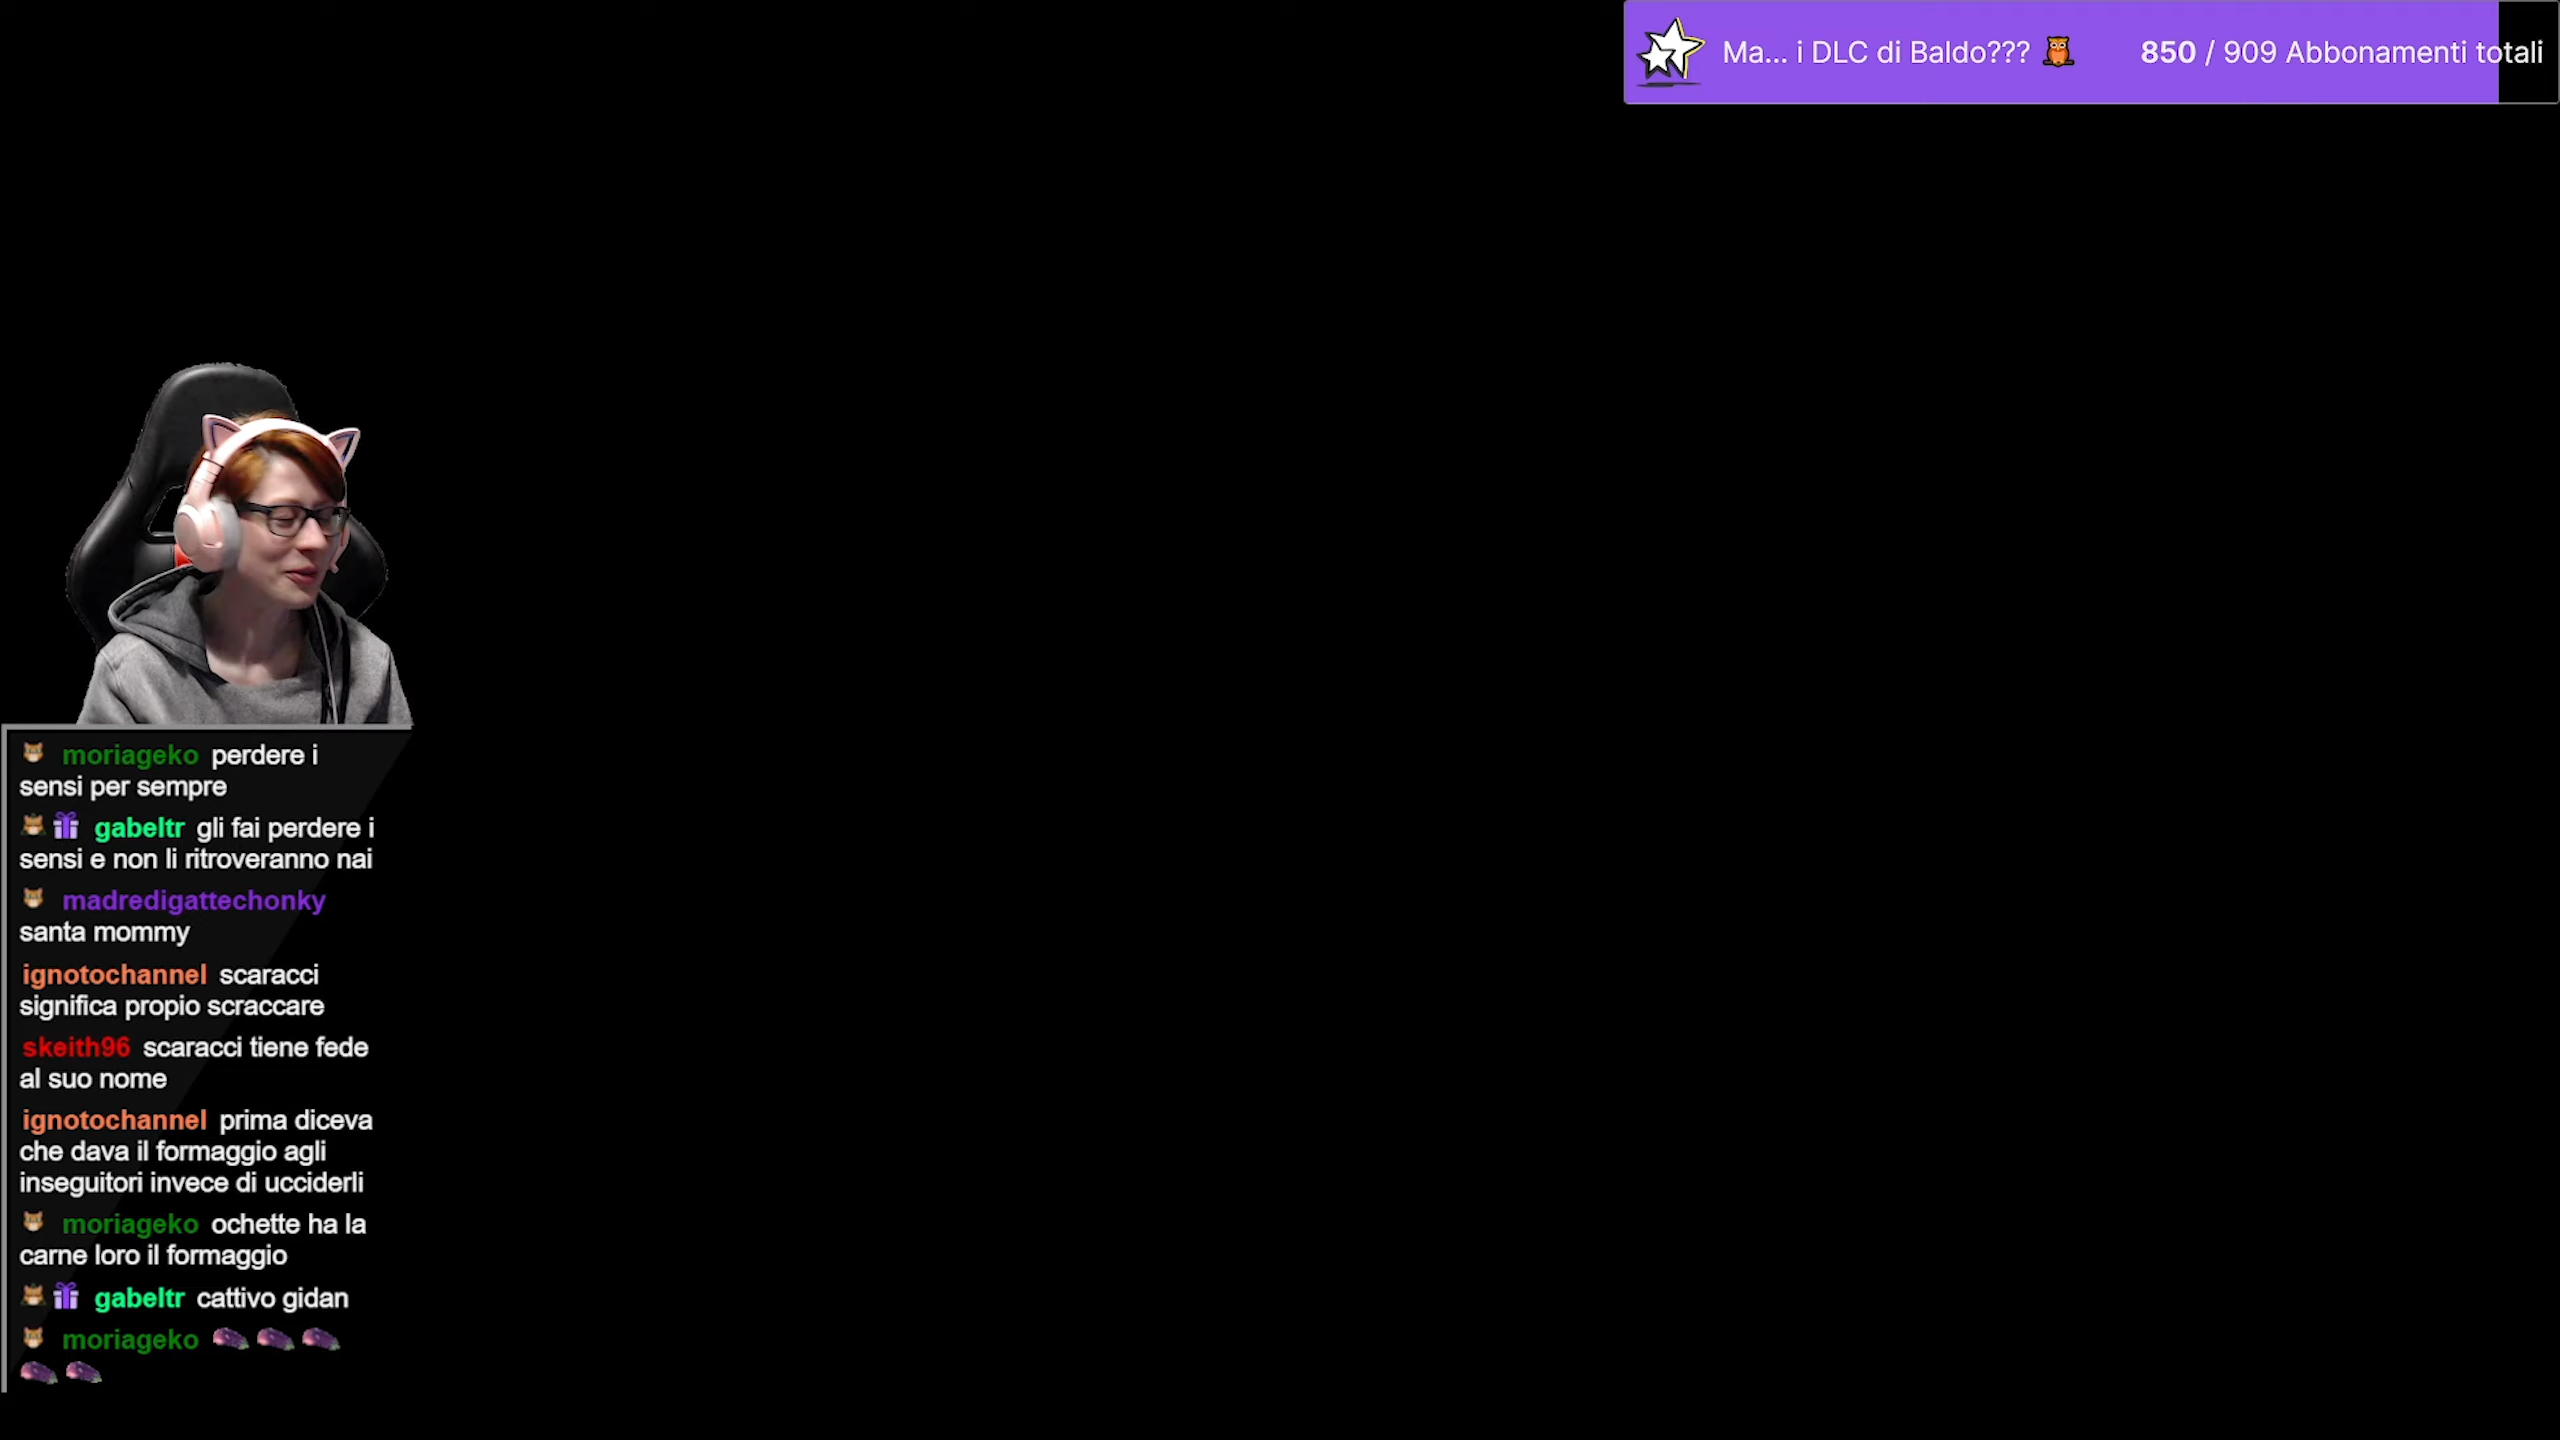 Ma... i DLC di Baldo??? 850 / 909 Abbonamenti totali
moriageko perdere i
sensi per sempre
gabeltr gli fai perdere i
sensi e non li ritroveranno nai
madredigattechonky
santa mommy
ignotochannel scaracci
significa propio scraccare
skeith96 scaracci tiene fede
al suo nome
ignotochannel prima diceva
che dava il formaggio agli
inseguitori invece di ucciderli
moriageko ochette ha la
carne loro il formaggio
gabeltr cattivo gidan
moriageko